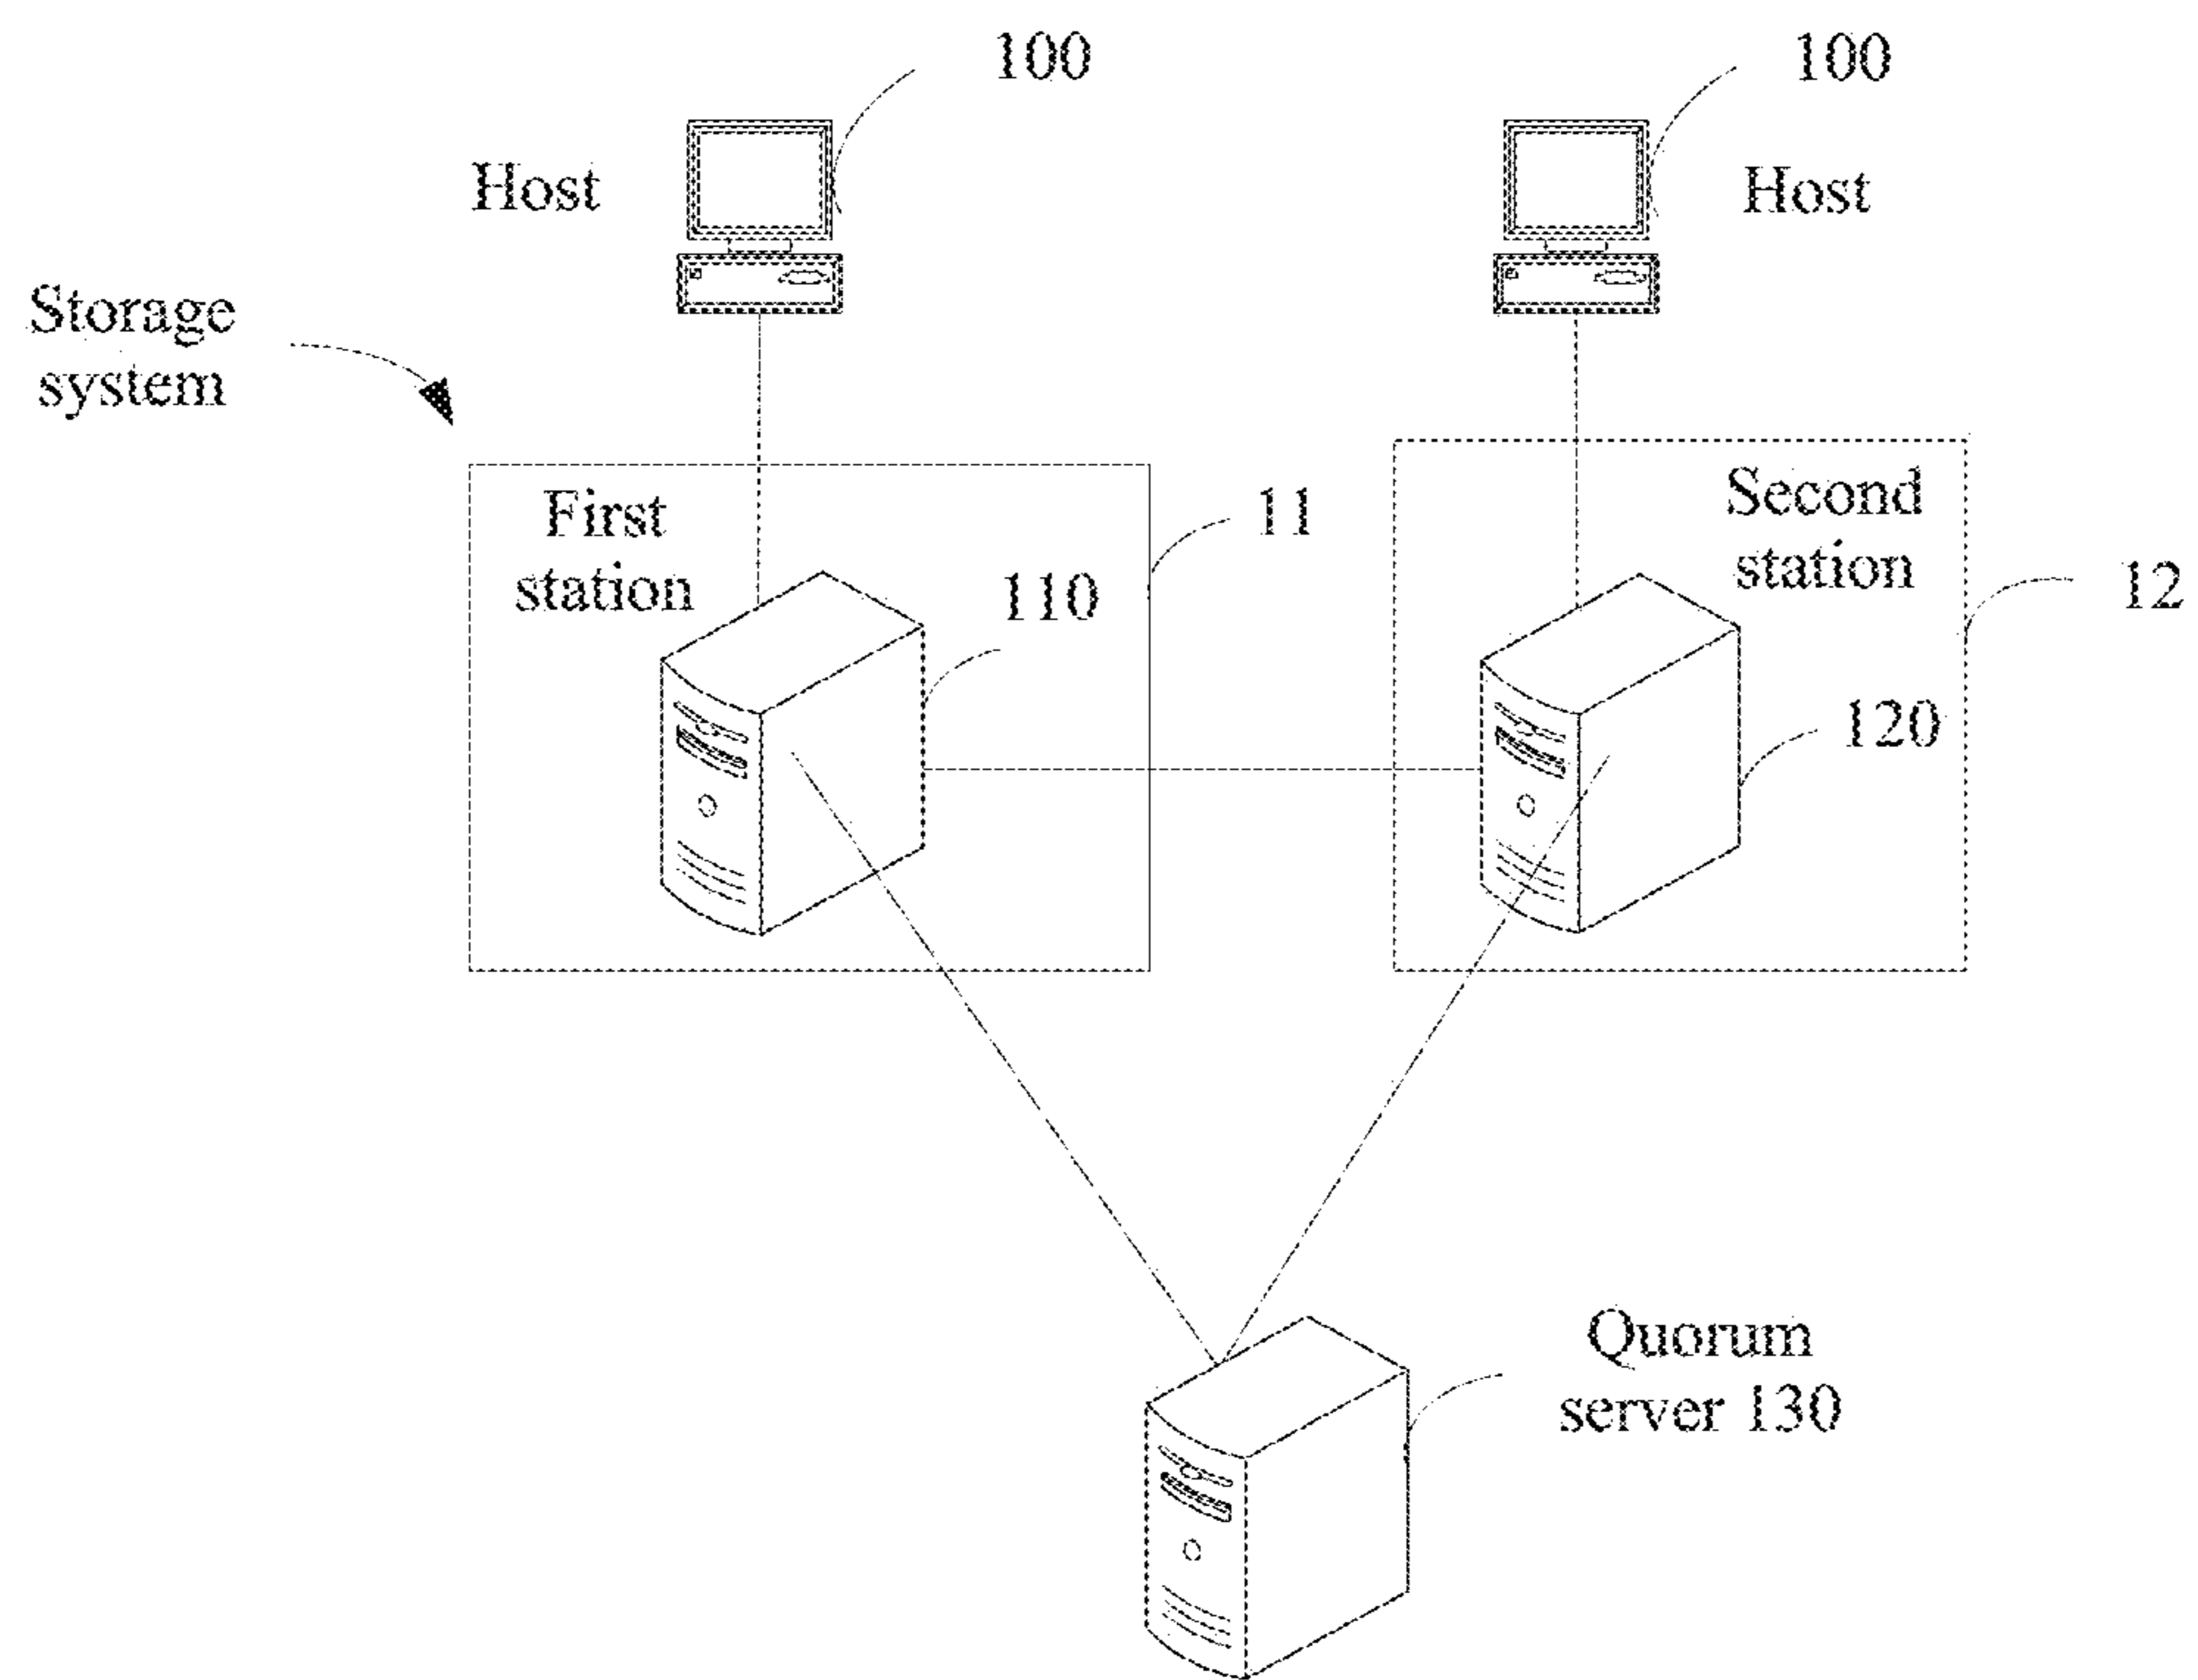 100
100
Host
Host
Storage
system
First
station
11
110
Second
station
12
120
Quorum
server 130